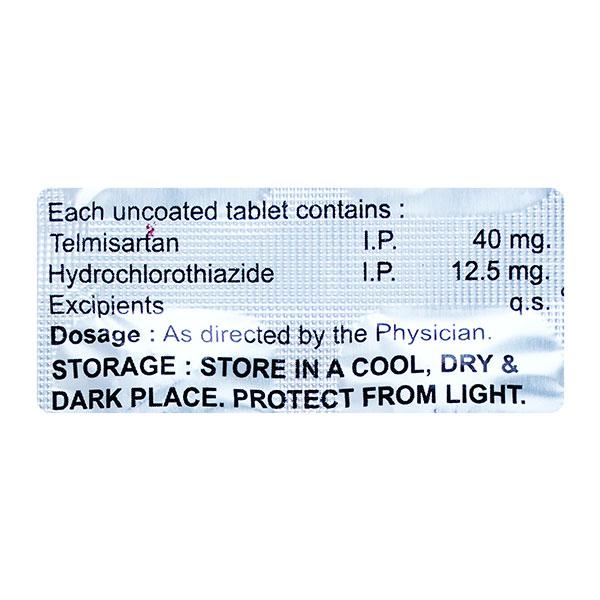 Each uncoated tablet contains :
Telmisartan I.P. 40 mg.
Hydrochlorothiazide I.P. 12.5 mg.
Excipients q.s.
Dosage : As directed by the Physician.
STORAGE : STORE IN A COOL, DRY &
DARK PLACE. PROTECT FROM LIGHT.